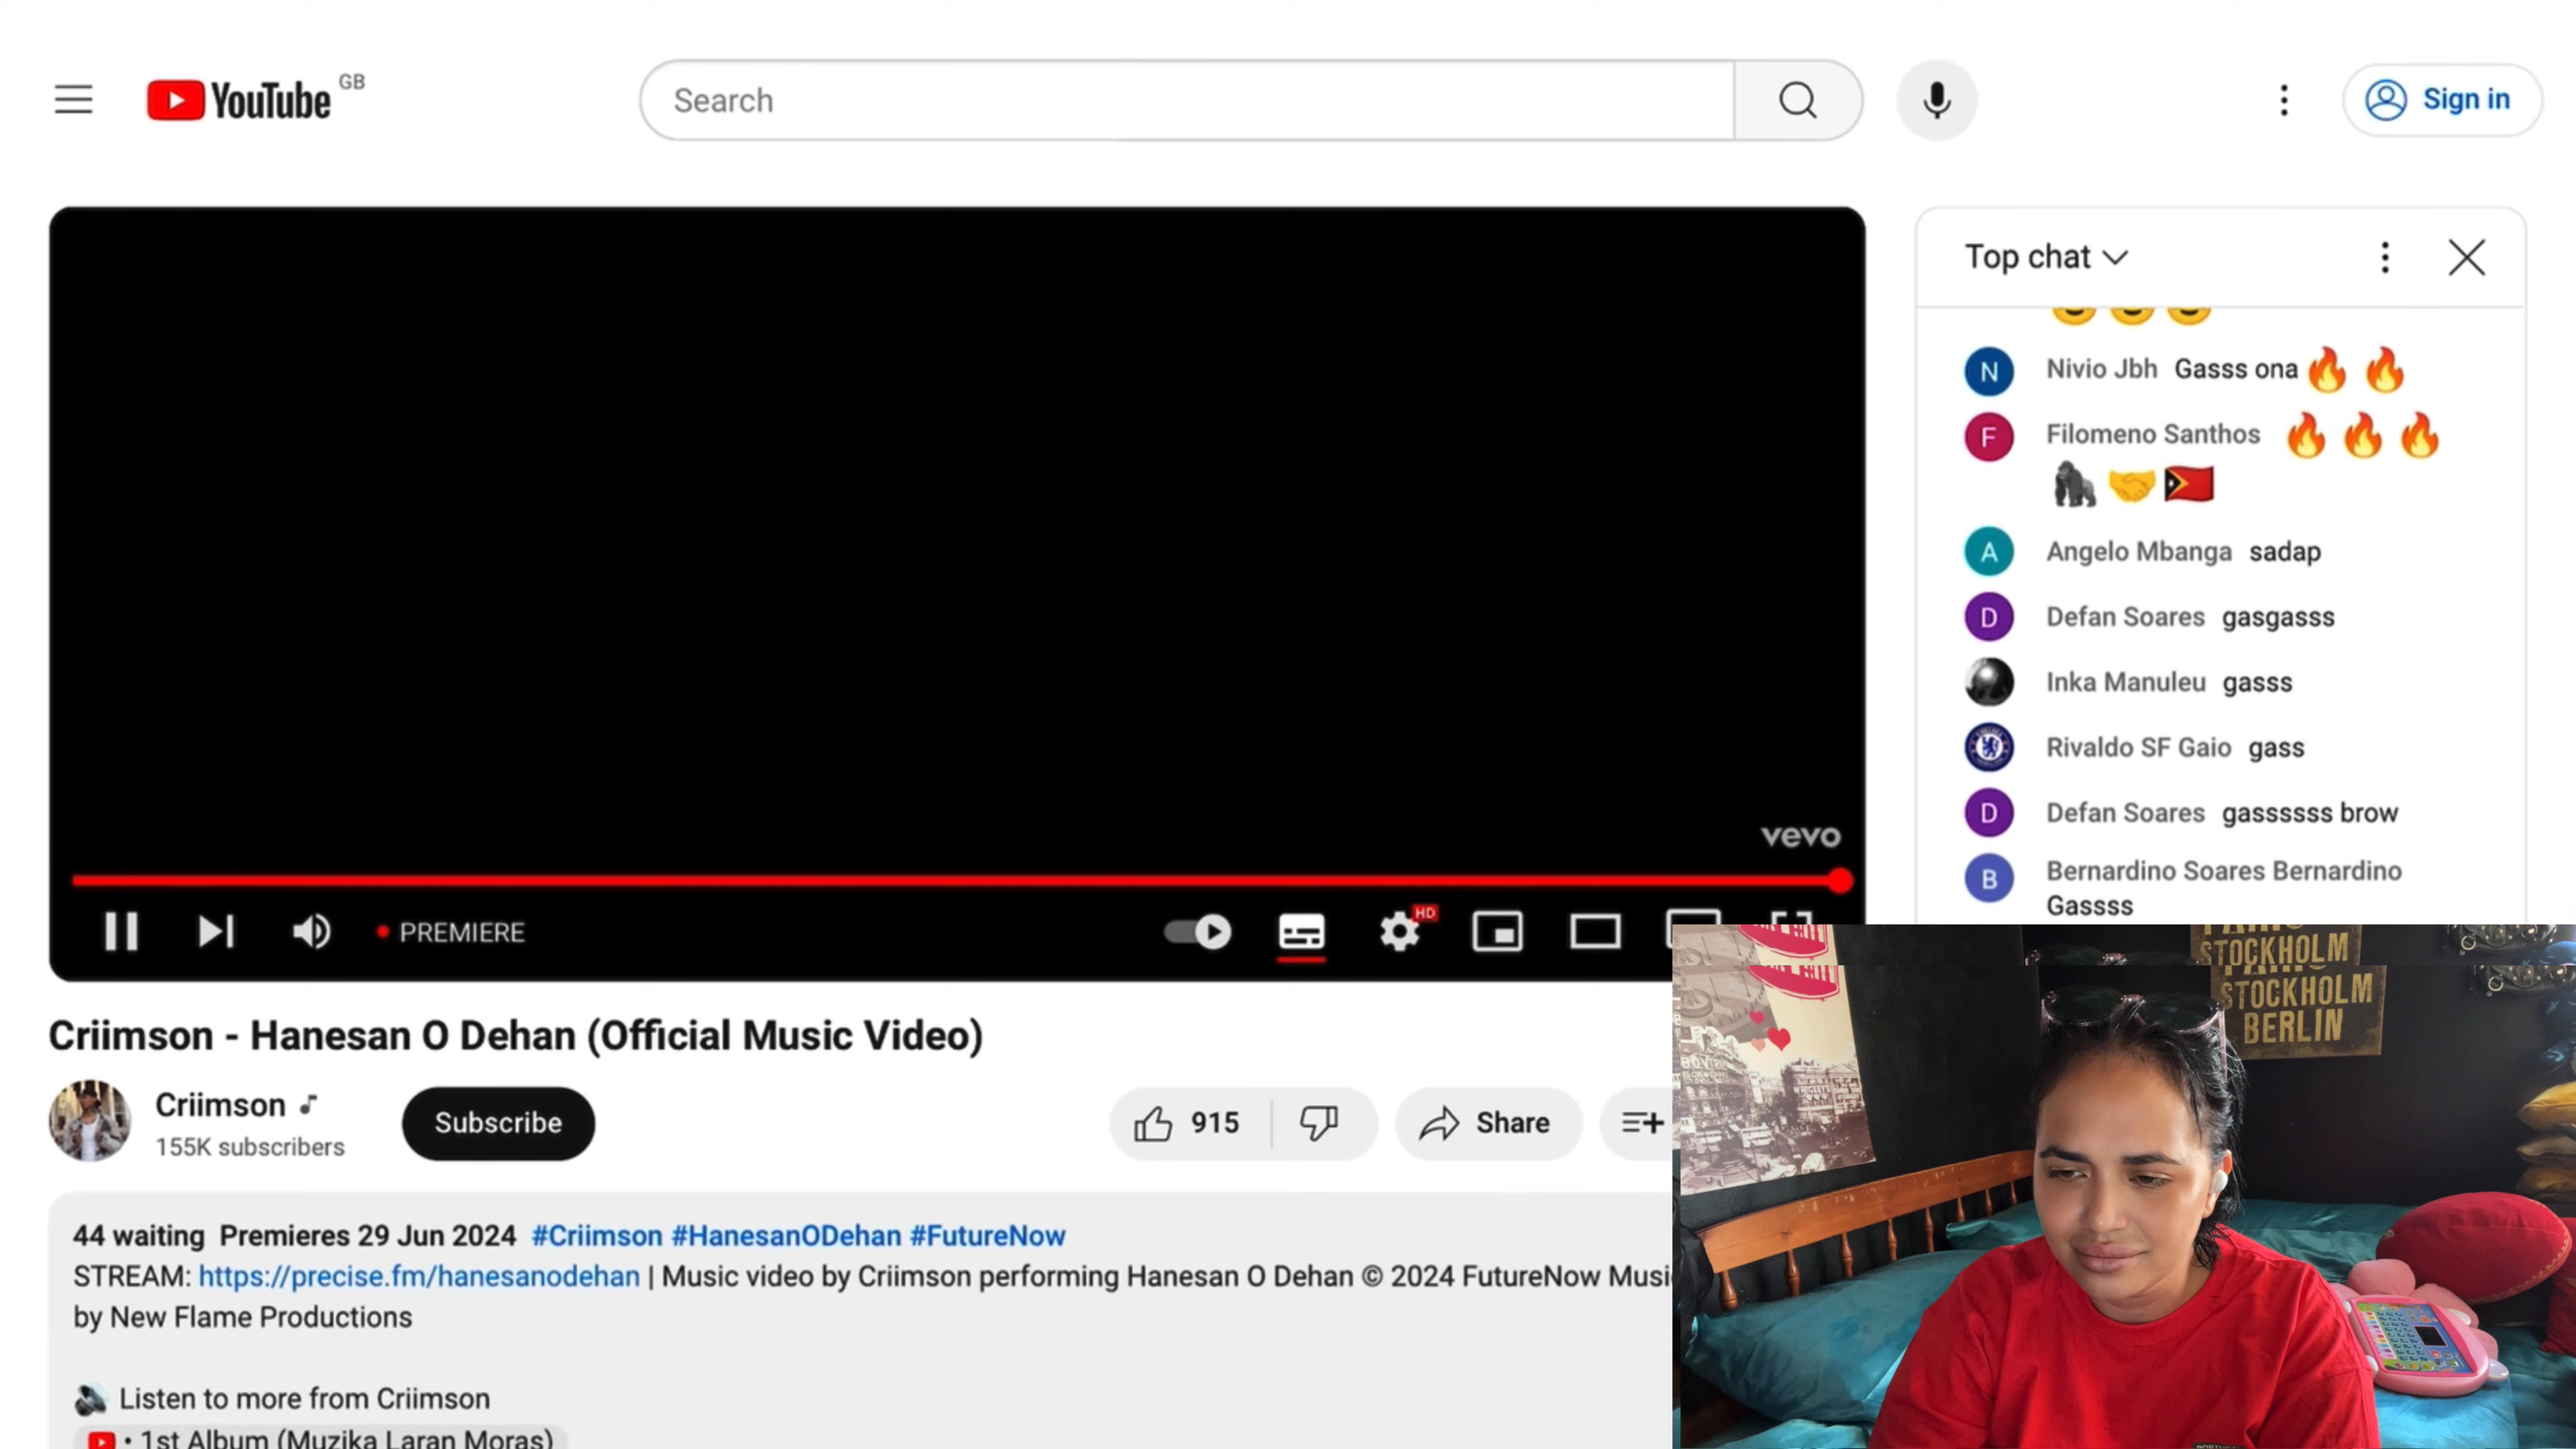 YouTube GB
Search
Sign in
Top chat
Nivio Jbh Gasss ona 🔥 🔥
Filomeno Santhos 🔥 🔥 🔥
🦍 🤝 🇹🇱
Angelo Mbanga sadap
Defan Soares gasgasss
Inka Manuleu gasss
Rivaldo SF Gaio gass
Defan Soares gassssss brow
Bernardino Soares Bernardino
Gassss
vevo
HD
PREMIERE
Criimson - Hanesan O Dehan (Official Music Video)
Criimson
155K subscribers
Subscribe
915
Share
44 waiting Premieres 29 Jun 2024 #Criimson #HanesanODehan #FutureNow
STREAM: https://precise.fm/hanesanodehan | Music video by Criimson performing Hanesan O Dehan © 2024 FutureNow
by New Flame Productions
🔊 Listen to more from Criimson
• 1st Album (Muzika Laran Moras)
STOCKHOLM
STOCKHOLM
BERLIN